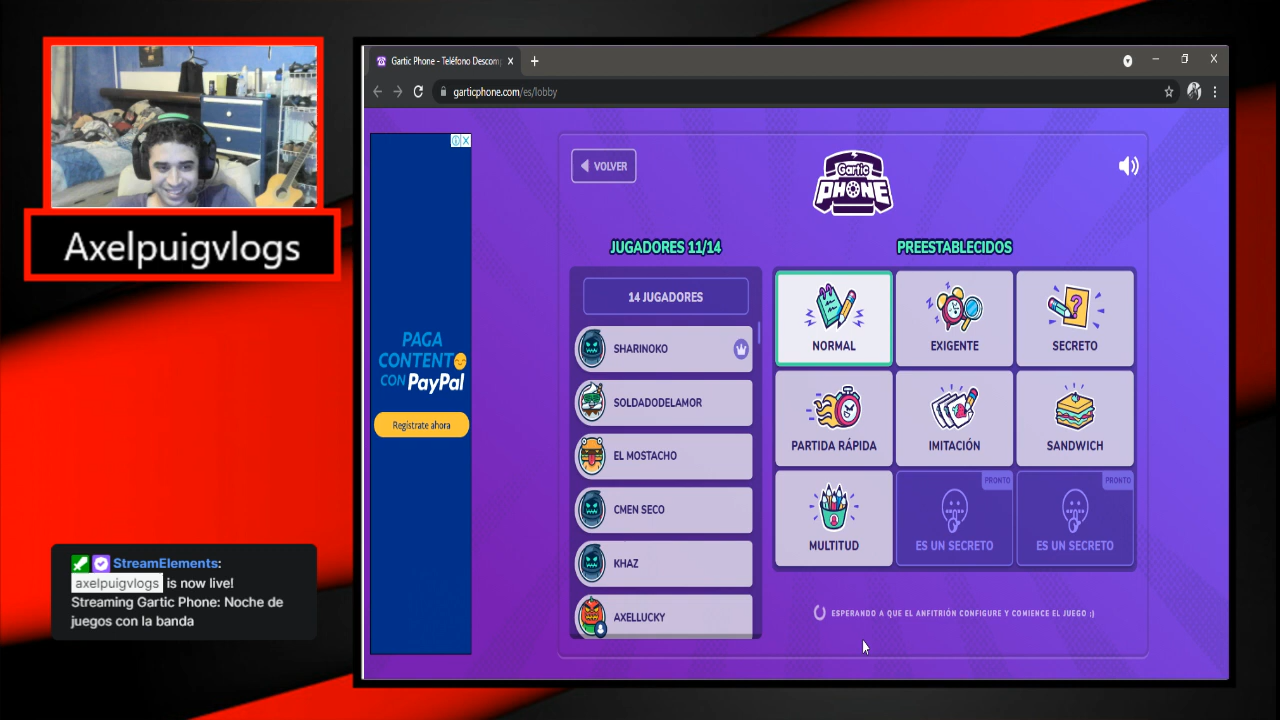 Axelpuigvlogs
StreamElements:
axelpuigvlogs is now live!
Streaming Gartic Phone: Noche de
juegos con la banda
Gartic Phone - Teléfono Descom
garticphone.com/es/lobby
PAGA
CONTENTO
CON PayPal
Regístrate ahora
VOLVER
Gartic
PHONE
JUGADORES 11/14
14 JUGADORES
SHARINOKO
SOLDADODELAMOR
EL MOSTACHO
CMEN SECO
KHAZ
AXELLUCKY
PREESTABLECIDOS
NORMAL
EXIGENTE
SECRETO
PARTIDA RÁPIDA
IMITACIÓN
SANDWICH
MULTITUD
PRONTO
ES UN SECRETO
PRONTO
ES UN SECRETO
ESPERANDO A QUE EL ANFITRIÓN CONFIGURE Y COMIENCE EL JUEGO ;)